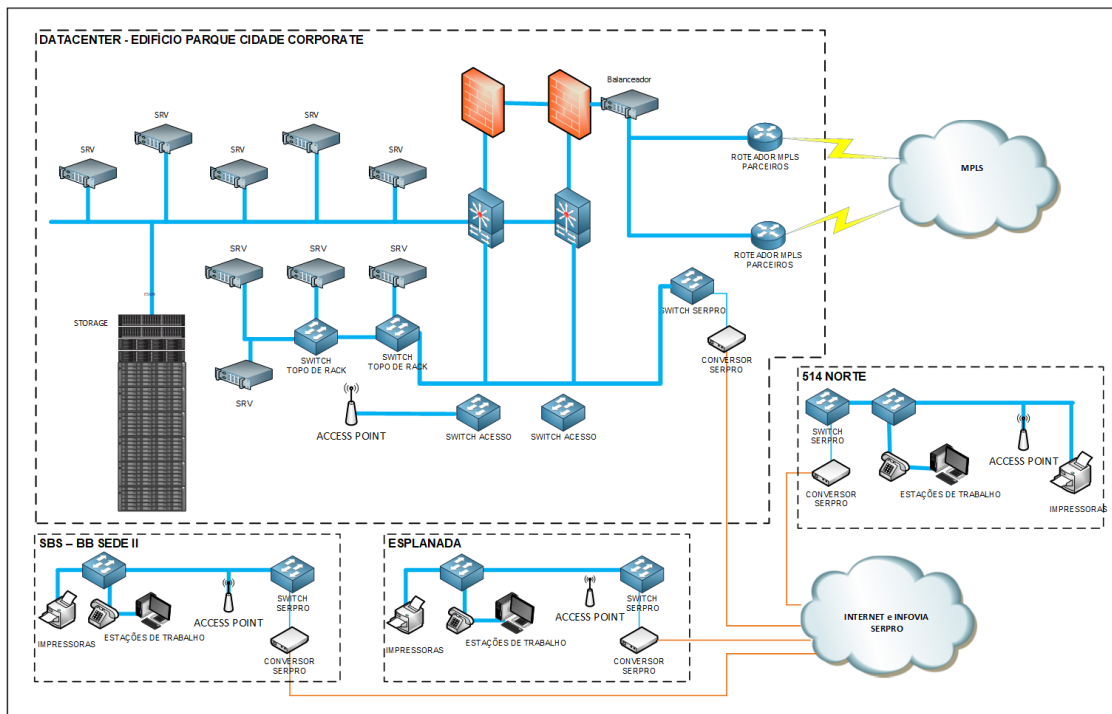 DATACENTER - EDIFÍCIO PARQUE CIDADE CORPORATE
Balanceador
SRV
SRV
SRV
SRV
SRV
ROTEADOR MPLS
PARCEIROS
MPLS
ROTEADOR MPLS
PARCEIROS
SRV
SRV
SRV
SWITCH SERPRO
STORAGE
SWITCH
TOPO DE RACK
SWITCH
TOPO DE RACK
CONVERSOR
SERPRO
SRV
ACCESS POINT
SWITCH ACESSO
SWITCH ACESSO
514 NORTE
SWITCH
SERPRO
ACCESS POINT
CONVERSOR
SERPRO
ESTAÇÕES DE TRABALHO
IMPRESSORAS
SBS – BB SEDE II
SWITCH
SERPRO
ACCESS POINT
IMPRESSORAS
ESTAÇÕES DE TRABALHO
CONVERSOR
SERPRO
ESPLANADA
SWITCH
SERPRO
ACCESS POINT
IMPRESSORAS
ESTAÇÕES DE TRABALHO
CONVERSOR
SERPRO
INTERNET e INFOVIA
SERPRO